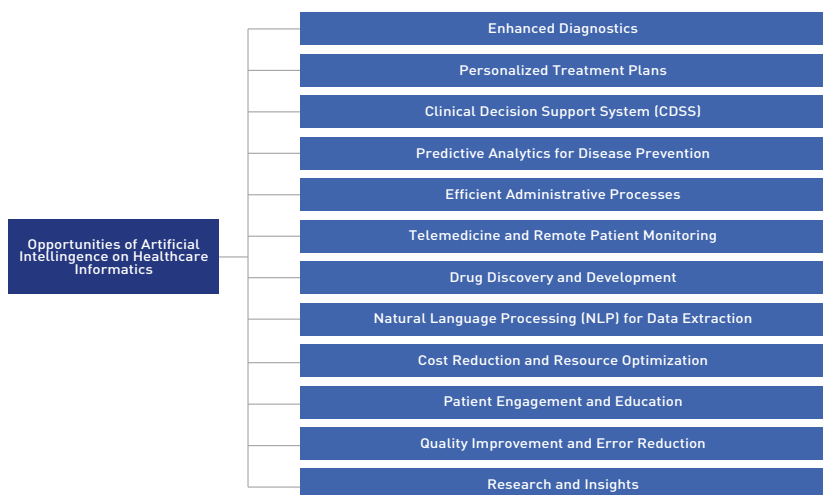 Enhanced Diagnostics
Personalized Treatment Plans
Clinical Decision Support System (CDSS)
Predictive Analytics for Disease Prevention
Efficient Administrative Processes
Opportunities of Artificial
Intellingence on Healthcare
Informatics
Telemedicine and Remote Patient Monitoring
Drug Discovery and Development
Natural Language Processing (NLP) for Data Extraction
Cost Reduction and Resource Optimization
Patient Engagement and Education
Quality Improvement and Error Reduction
Research and Insights